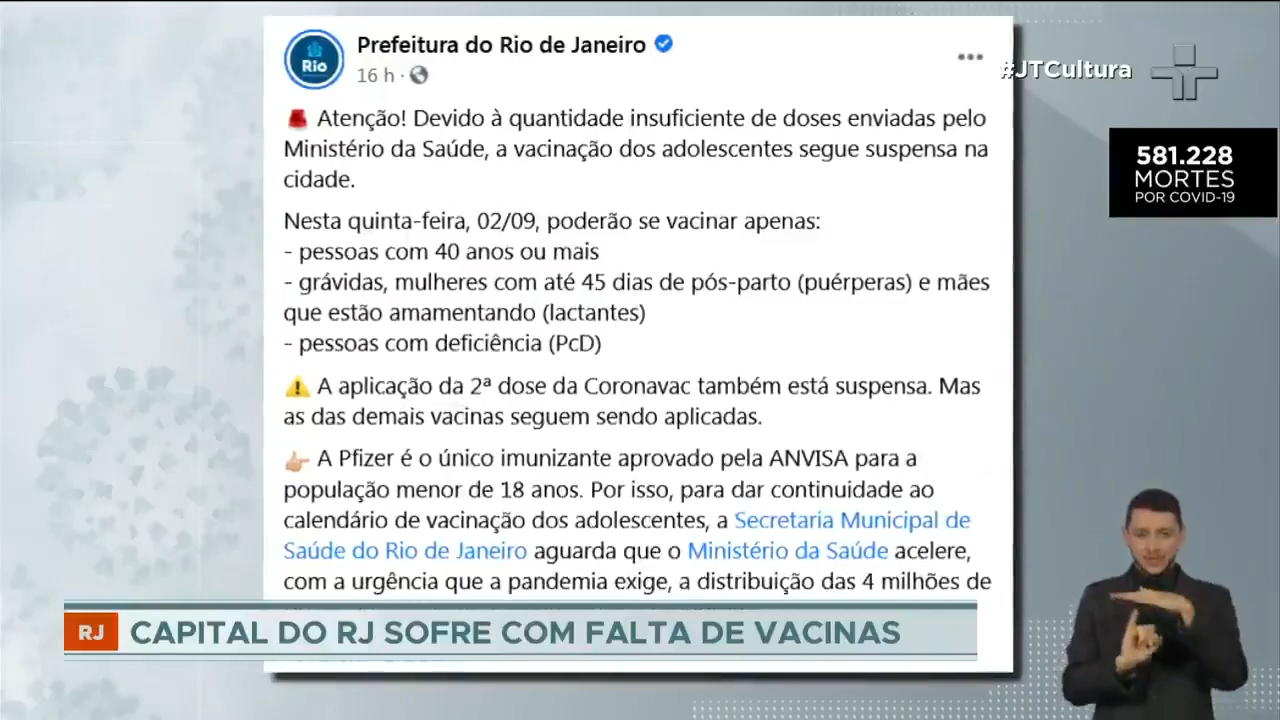 Prefeitura do Rio de Janeiro
16 h ·
Rio
#JTCultura
Atenção! Devido à quantidade insuficiente de doses enviadas pelo
Ministério da Saúde, a vacinação dos adolescentes segue suspensa na
cidade.
581.228
MORTES
POR COVID-19
Nesta quinta-feira, 02/09, poderão se vacinar apenas:
- pessoas com 40 anos ou mais
- grávidas, mulheres com até 45 dias de pós-parto (puérperas) e mães
que estão amamentando (lactantes)
- pessoas com deficiência (PcD)
A aplicação da 2ª dose da Coronavac também está suspensa. Mas
as das demais vacinas seguem sendo aplicadas.
A Pfizer é o único imunizante aprovado pela ANVISA para a
população menor de 18 anos. Por isso, para dar continuidade ao
calendário de vacinação dos adolescentes, a Secretaria Municipal de
Saúde do Rio de Janeiro aguarda que o Ministério da Saúde acelere,
com a urgência que a pandemia exige, a distribuição das 4 milhões de
RJ CAPITAL DO RJ SOFRE COM FALTA DE VACINAS